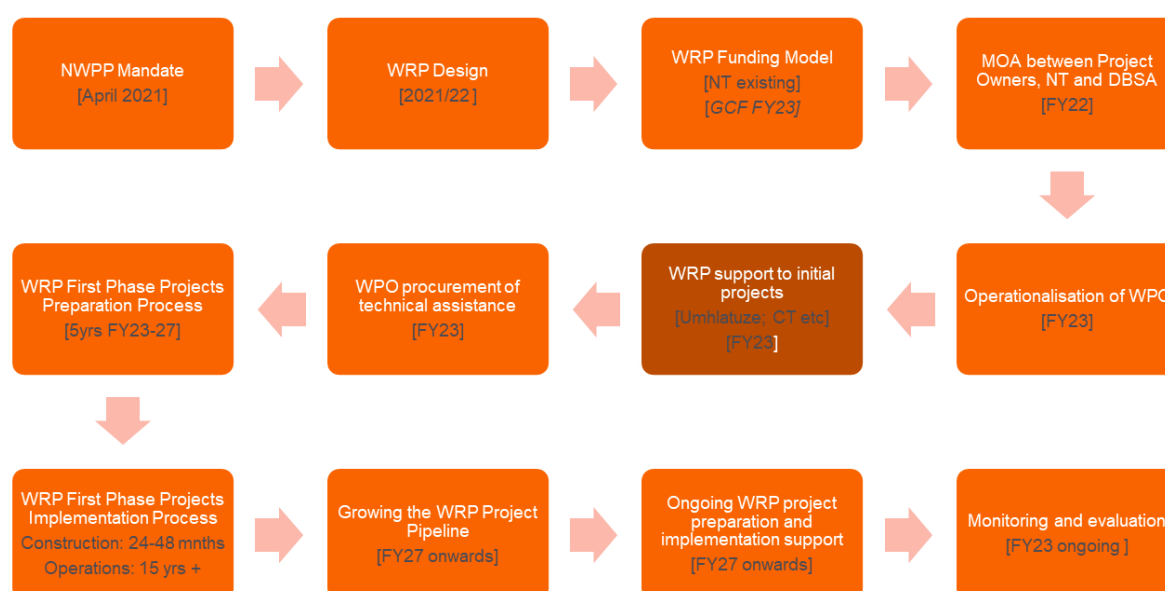 NWPP Mandate
[April 2021]
WRP Design
[2021/22 ]
WRP Funding Model
[NT existing]
[GCF FY23]
MOA between Project
Owners, NT and DBSA
[FY22]
Operationalisation of WPO
[FY23]
WRP support to initial
projects
[Umhlatuze; CT etc]
[FY23]
WPO procurement of
technical assistance
[FY23]
WRP First Phase Projects
Preparation Process
[5yrs FY23-27]
WRP First Phase Projects
Implementation Process
Construction: 24-48 mnths
Operations: 15 yrs +
Growing the WRP Project
Pipeline
[FY27 onwards]
Ongoing WRP project
preparation and
implementation support
[FY27 onwards]
Monitoring and evaluation
[FY23 ongoing ]